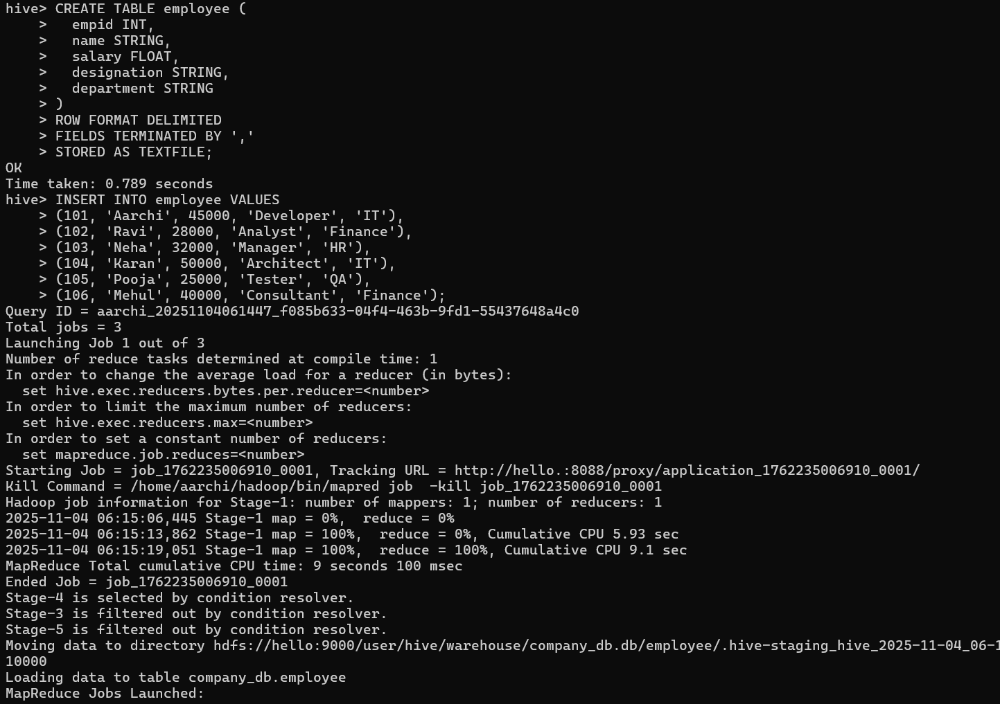 hive> CREATE TABLE employee (
    >   empid INT,
    >   name STRING,
    >   salary FLOAT,
    >   designation STRING,
    >   department STRING
    > )
    > ROW FORMAT DELIMITED
    > FIELDS TERMINATED BY ','
    > STORED AS TEXTFILE;
OK
Time taken: 0.789 seconds
hive> INSERT INTO employee VALUES
    > (101, 'Aarchi', 45000, 'Developer', 'IT'),
    > (102, 'Ravi', 28000, 'Analyst', 'Finance'),
    > (103, 'Neha', 32000, 'Manager', 'HR'),
    > (104, 'Karan', 50000, 'Architect', 'IT'),
    > (105, 'Pooja', 25000, 'Tester', 'QA'),
    > (106, 'Mehul', 40000, 'Consultant', 'Finance');
Query ID = aarchi_20251104061447_f085b633-04f4-463b-9fd1-55437648a4c0
Total jobs = 3
Launching Job 1 out of 3
Number of reduce tasks determined at compile time: 1
In order to change the average load for a reducer (in bytes):
  set hive.exec.reducers.bytes.per.reducer=<number>
In order to limit the maximum number of reducers:
  set hive.exec.reducers.max=<number>
In order to set a constant number of reducers:
  set mapreduce.job.reduces=<number>
Starting Job = job_1762235006910_0001, Tracking URL = http://hello.:8088/proxy/application_1762235006910_0001/
Kill Command = /home/aarchi/hadoop/bin/mapred job  -kill job_1762235006910_0001
Hadoop job information for Stage-1: number of mappers: 1; number of reducers: 1
2025-11-04 06:15:06,445 Stage-1 map = 0%,  reduce = 0%
2025-11-04 06:15:13,862 Stage-1 map = 100%,  reduce = 0%, Cumulative CPU 5.93 sec
2025-11-04 06:15:19,051 Stage-1 map = 100%,  reduce = 100%, Cumulative CPU 9.1 sec
MapReduce Total cumulative CPU time: 9 seconds 100 msec
Ended Job = job_1762235006910_0001
Stage-4 is selected by condition resolver.
Stage-3 is filtered out by condition resolver.
Stage-5 is filtered out by condition resolver.
Moving data to directory hdfs://hello:9000/user/hive/warehouse/company_db.db/employee/.hive-staging_hive_2025-11-04_06-1
10000
Loading data to table company_db.employee
MapReduce Jobs Launched: